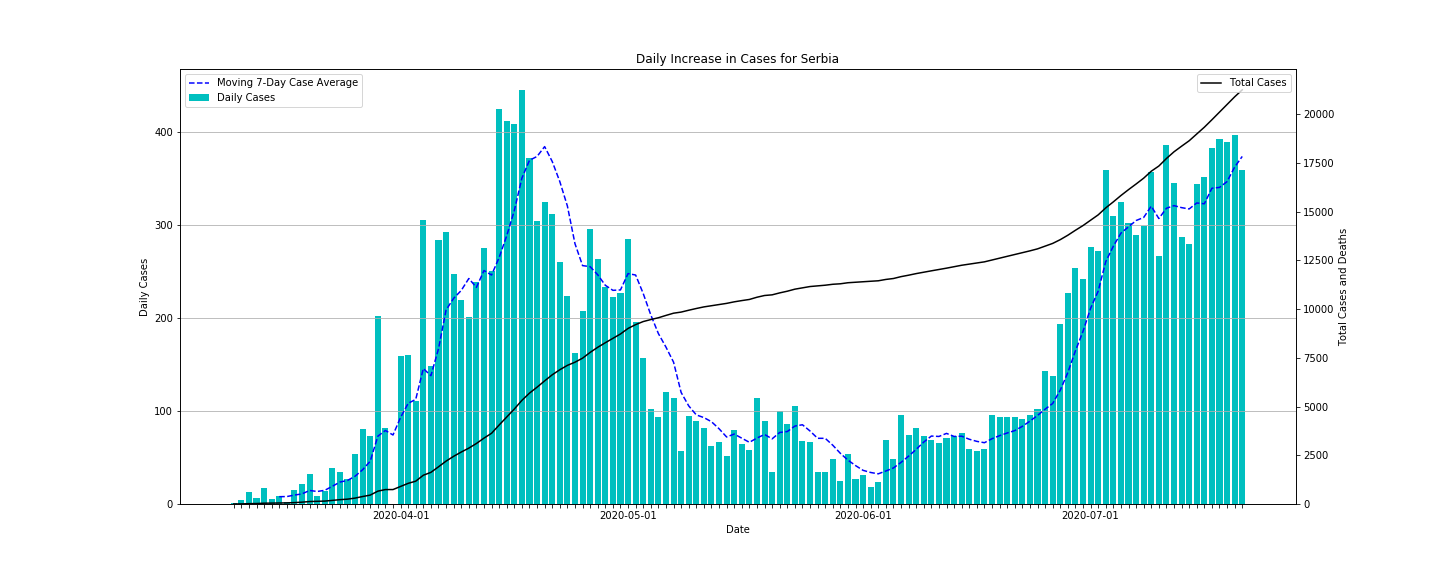 Daily Increase in Cases for Serbia
Moving 7-Day Case Average
Daily Cases
Total Cases
Daily Cases
400
300
200
100
0
Total Cases and Deaths
20000
17500
15000
12500
10000
7500
5000
2500
0
2020-04-01
2020-05-01
2020-06-01
2020-07-01
Date